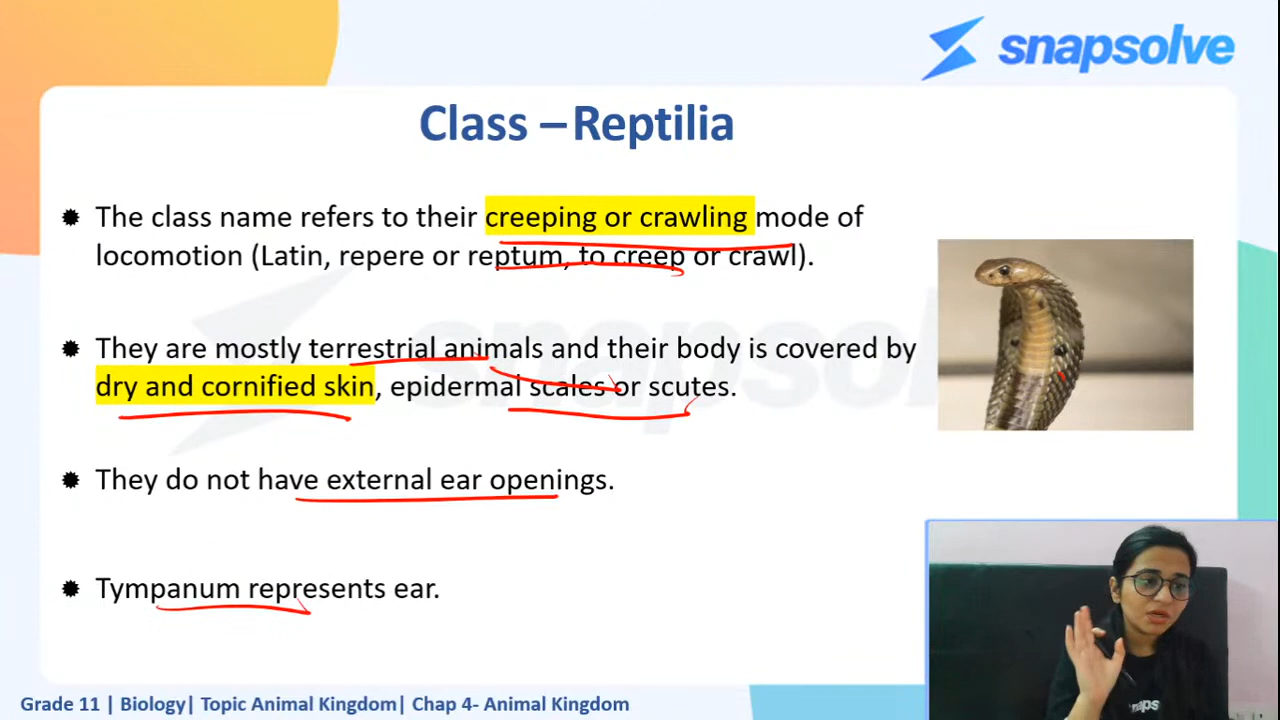 snapsolve
Class – Reptilia
The class name refers to their creeping or crawling mode of
locomotion (Latin, repere or reptum, to creep or crawl).
They are mostly terrestrial animals and their body is covered by
dry and cornified skin, epidermal scales or scutes.
They do not have external ear openings.
Tympanum represents ear.
Grade 11 | Biology| Topic Animal Kingdom| Chap 4- Animal Kingdom